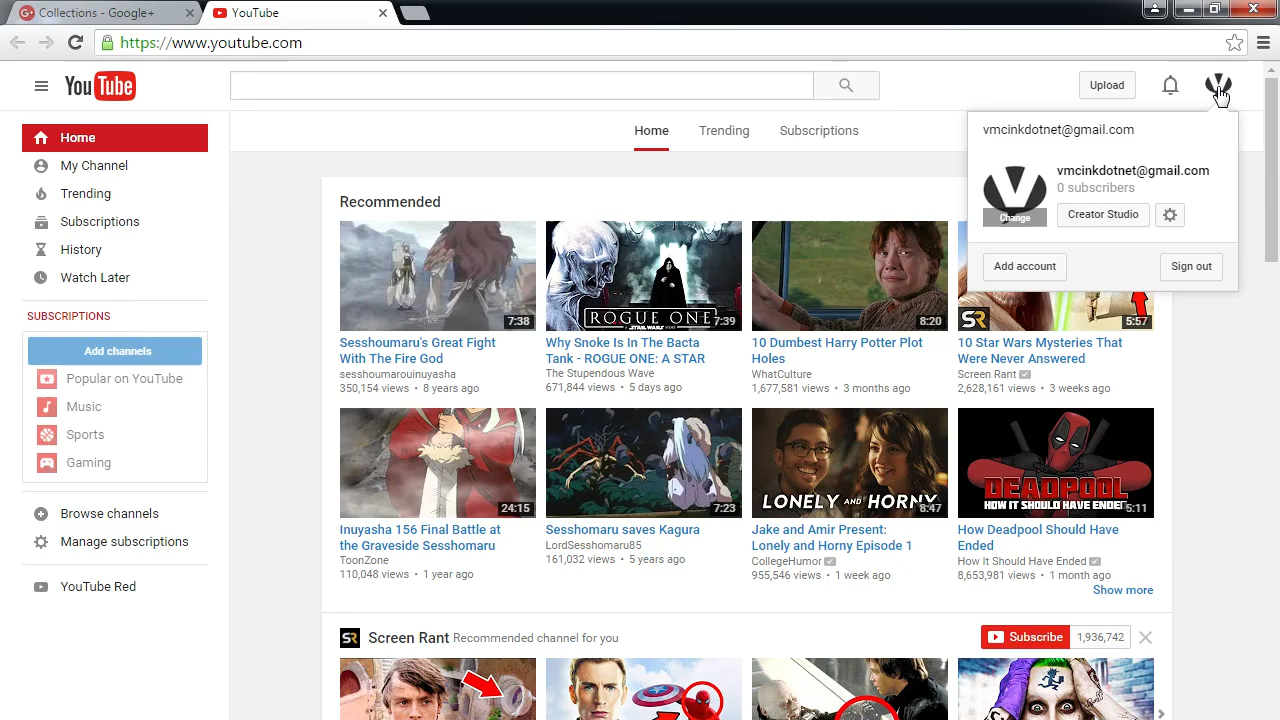 Collections - Google+
YouTube
https://www.youtube.com
YouTube
Upload
Home
Trending
Subscriptions
vmcinkdotnet@gmail.com
vmcinkdotnet@gmail.com
0 subscribers
Change
Creator Studio
Add account
Sign out
Home
My Channel
Trending
Subscriptions
History
Watch Later
SUBSCRIPTIONS
Add channels
Popular on YouTube
Music
Sports
Gaming
Browse channels
Manage subscriptions
YouTube Red
Recommended
7:38
Sesshoumaru's Great Fight
With The Fire God
sesshoumarouinuyasha
350,154 views • 8 years ago
ROGUE ONE
A STAR WARS STORY
7:39
Why Snoke Is In The Bacta
Tank - ROGUE ONE: A STAR
The Stupendous Wave
671,844 views • 5 days ago
8:20
10 Dumbest Harry Potter Plot
Holes
WhatCulture
1,677,581 views • 3 months ago
SR
5:57
10 Star Wars Mysteries That
Were Never Answered
Screen Rant
2,628,161 views • 3 weeks ago
24:15
Inuyasha 156 Final Battle at
the Graveside Sesshomaru
ToonZone
110,048 views • 1 year ago
7:23
Sesshomaru saves Kagura
LordSesshomaru85
161,032 views • 5 years ago
LONELY AND HORNY
8:47
Jake and Amir Present:
Lonely and Horny Episode 1
CollegeHumor
955,546 views • 1 week ago
DEADPOOL
HOW IT SHOULD HAVE ENDED
5:11
How Deadpool Should Have
Ended
How It Should Have Ended
8,653,981 views • 1 month ago
Show more
SR
Screen Rant Recommended channel for you
Subscribe 1,936,742